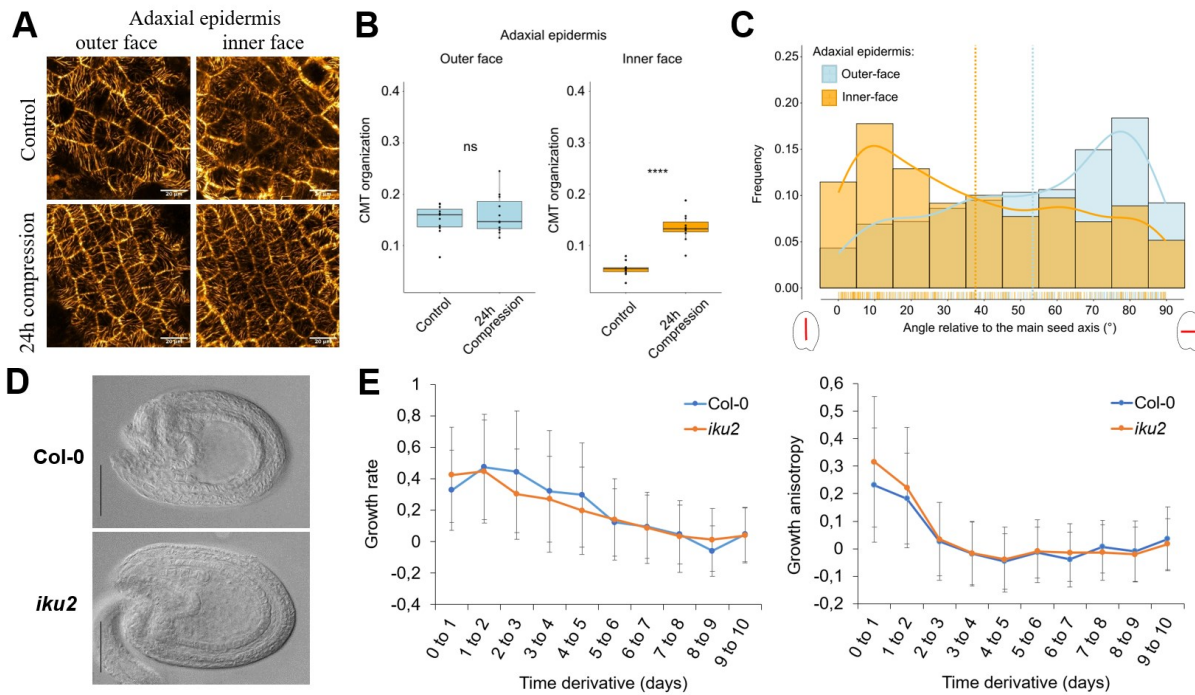 A
Adaxial epidermis
outer face inner face
Control
24h compression
20 µm
20 µm
20 µm
20 µm
B
Adaxial epidermis
Outer face
Inner face
CMT organization
0.4
0.3
0.2
0.1
ns
Control
24h
Compression
CMT organization
0.4
0.3
0.2
0.1
****
Control
24h
Compression
C
Adaxial epidermis:
Outer-face
Inner-face
Frequency
0.25
0.20
0.15
0.10
0.05
0.00
0 10 20 30 40 50 60 70 80 90
Angle relative to the main seed axis (°)
D
Col-0
iku2
E
Growth rate
1
0,8
0,6
0,4
0,2
0
-0,2
-0,4
Col-0
iku2
0 to 1
1 to 2
2 to 3
3 to 4
4 to 5
5 to 6
6 to 7
7 to 8
8 to 9
9 to 10
Time derivative (days)
Growth anisotropy
0,6
0,5
0,4
0,3
0,2
0,1
0
-0,1
-0,2
Col-0
iku2
0 to 1
1 to 2
2 to 3
3 to 4
4 to 5
5 to 6
6 to 7
7 to 8
8 to 9
9 to 10
Time derivative (days)